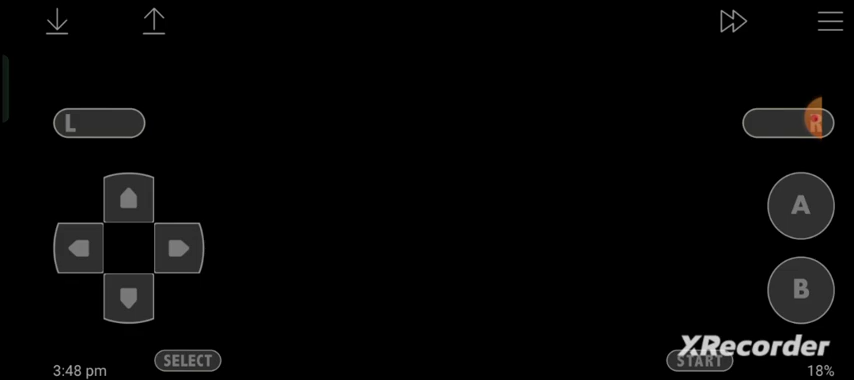 L
R
A
B
SELECT
START
XRecorder
3:48 pm
18%